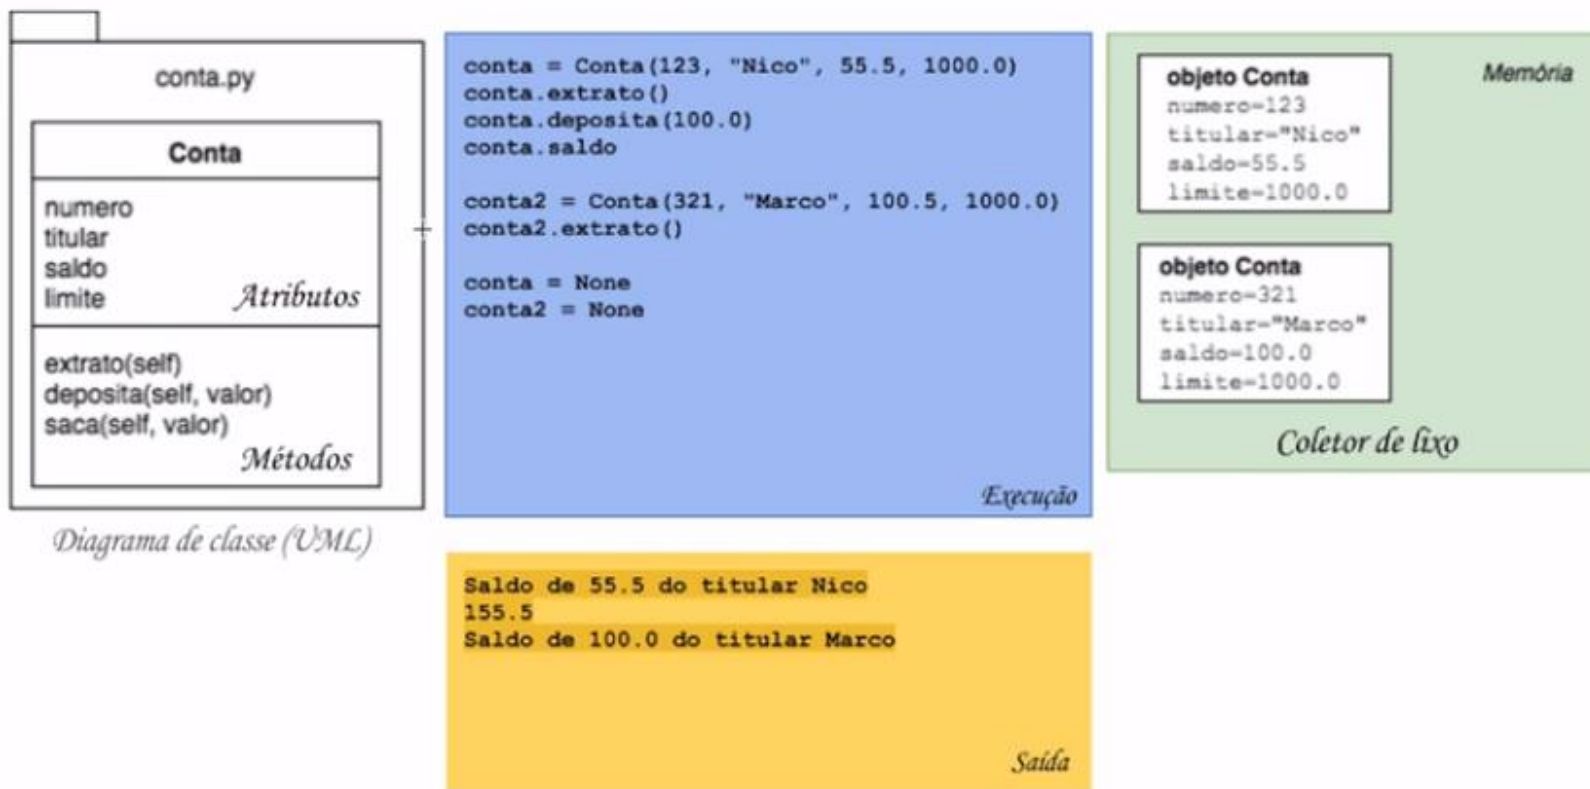 conta.py
Conta
numero
titular
saldo
limite
Atributos
extrato(self)
deposita(self, valor)
saca(self, valor)
Métodos
Diagrama de classe (UML)
conta = Conta(123, "Nico", 55.5, 1000.0)
conta.extrato()
conta.deposita(100.0)
conta.saldo
conta2 = Conta(321, "Marco", 100.5, 1000.0)
conta2.extrato()
conta = None
conta2 = None
Execução
Saldo de 55.5 do titular Nico
155.5
Saldo de 100.0 do titular Marco
Saída
Memória
objeto Conta
numero=123
titular="Nico"
saldo=55.5
limite=1000.0
objeto Conta
numero=321
titular="Marco"
saldo=100.0
limite=1000.0
Coletor de lixo